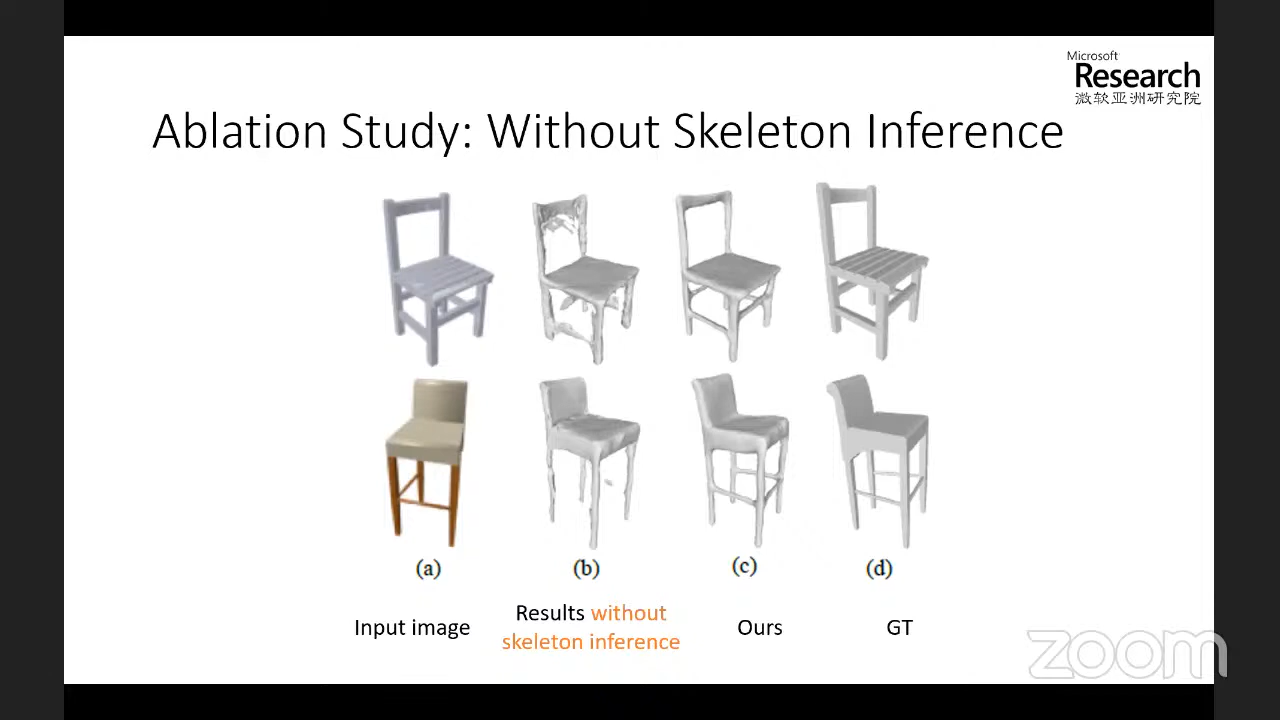 Microsoft
Research
微软亚洲研究院
Ablation Study: Without Skeleton Inference
(a)
(b)
(c)
(d)
Input image
Results without
skeleton inference
Ours
GT
zoom